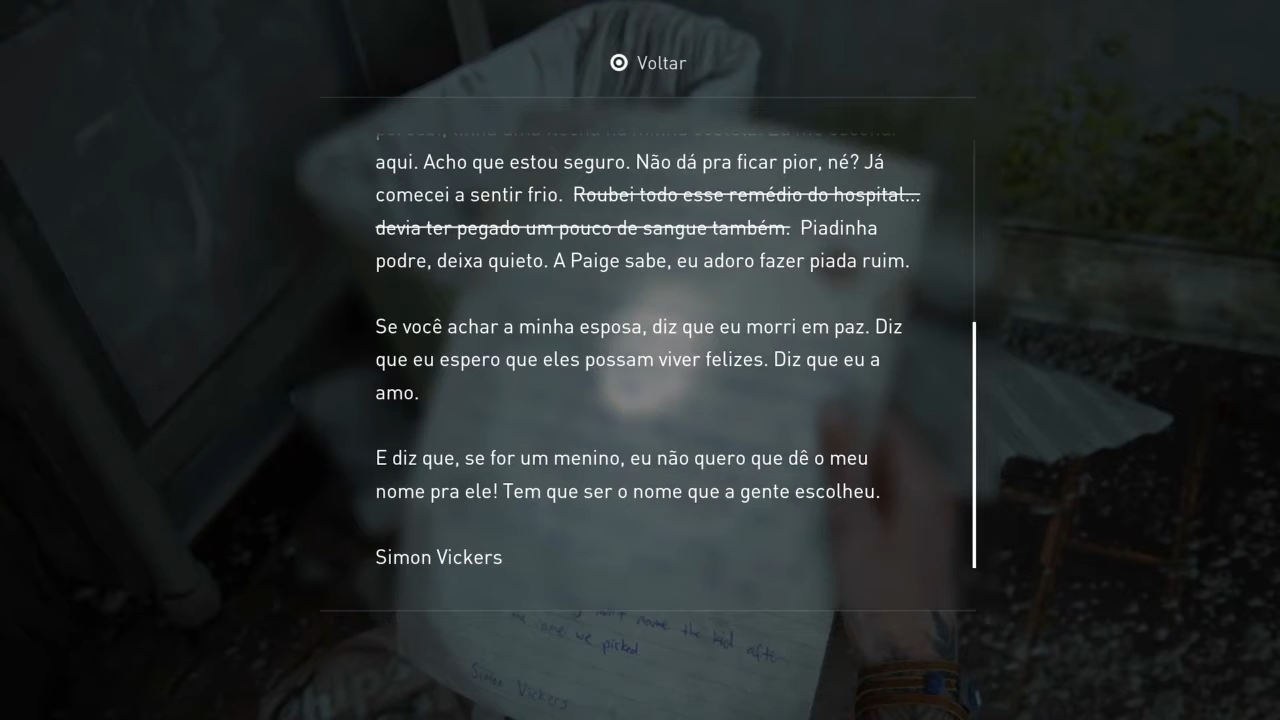 Voltar
aqui. Acho que estou seguro. Não dá pra ficar pior, né? Já
comecei a sentir frio. Roubei todo esse remédio do hospital...
devia ter pegado um pouco de sangue também. Piadinha
podre, deixa quieto. A Paige sabe, eu adoro fazer piada ruim.
Se você achar a minha esposa, diz que eu morri em paz. Diz
que eu espero que eles possam viver felizes. Diz que eu a
amo.
E diz que, se for um menino, eu não quero que dê o meu
nome pra ele! Tem que ser o nome que a gente escolheu.
Simon Vickers
name the kid
we picked
Simon Vickers